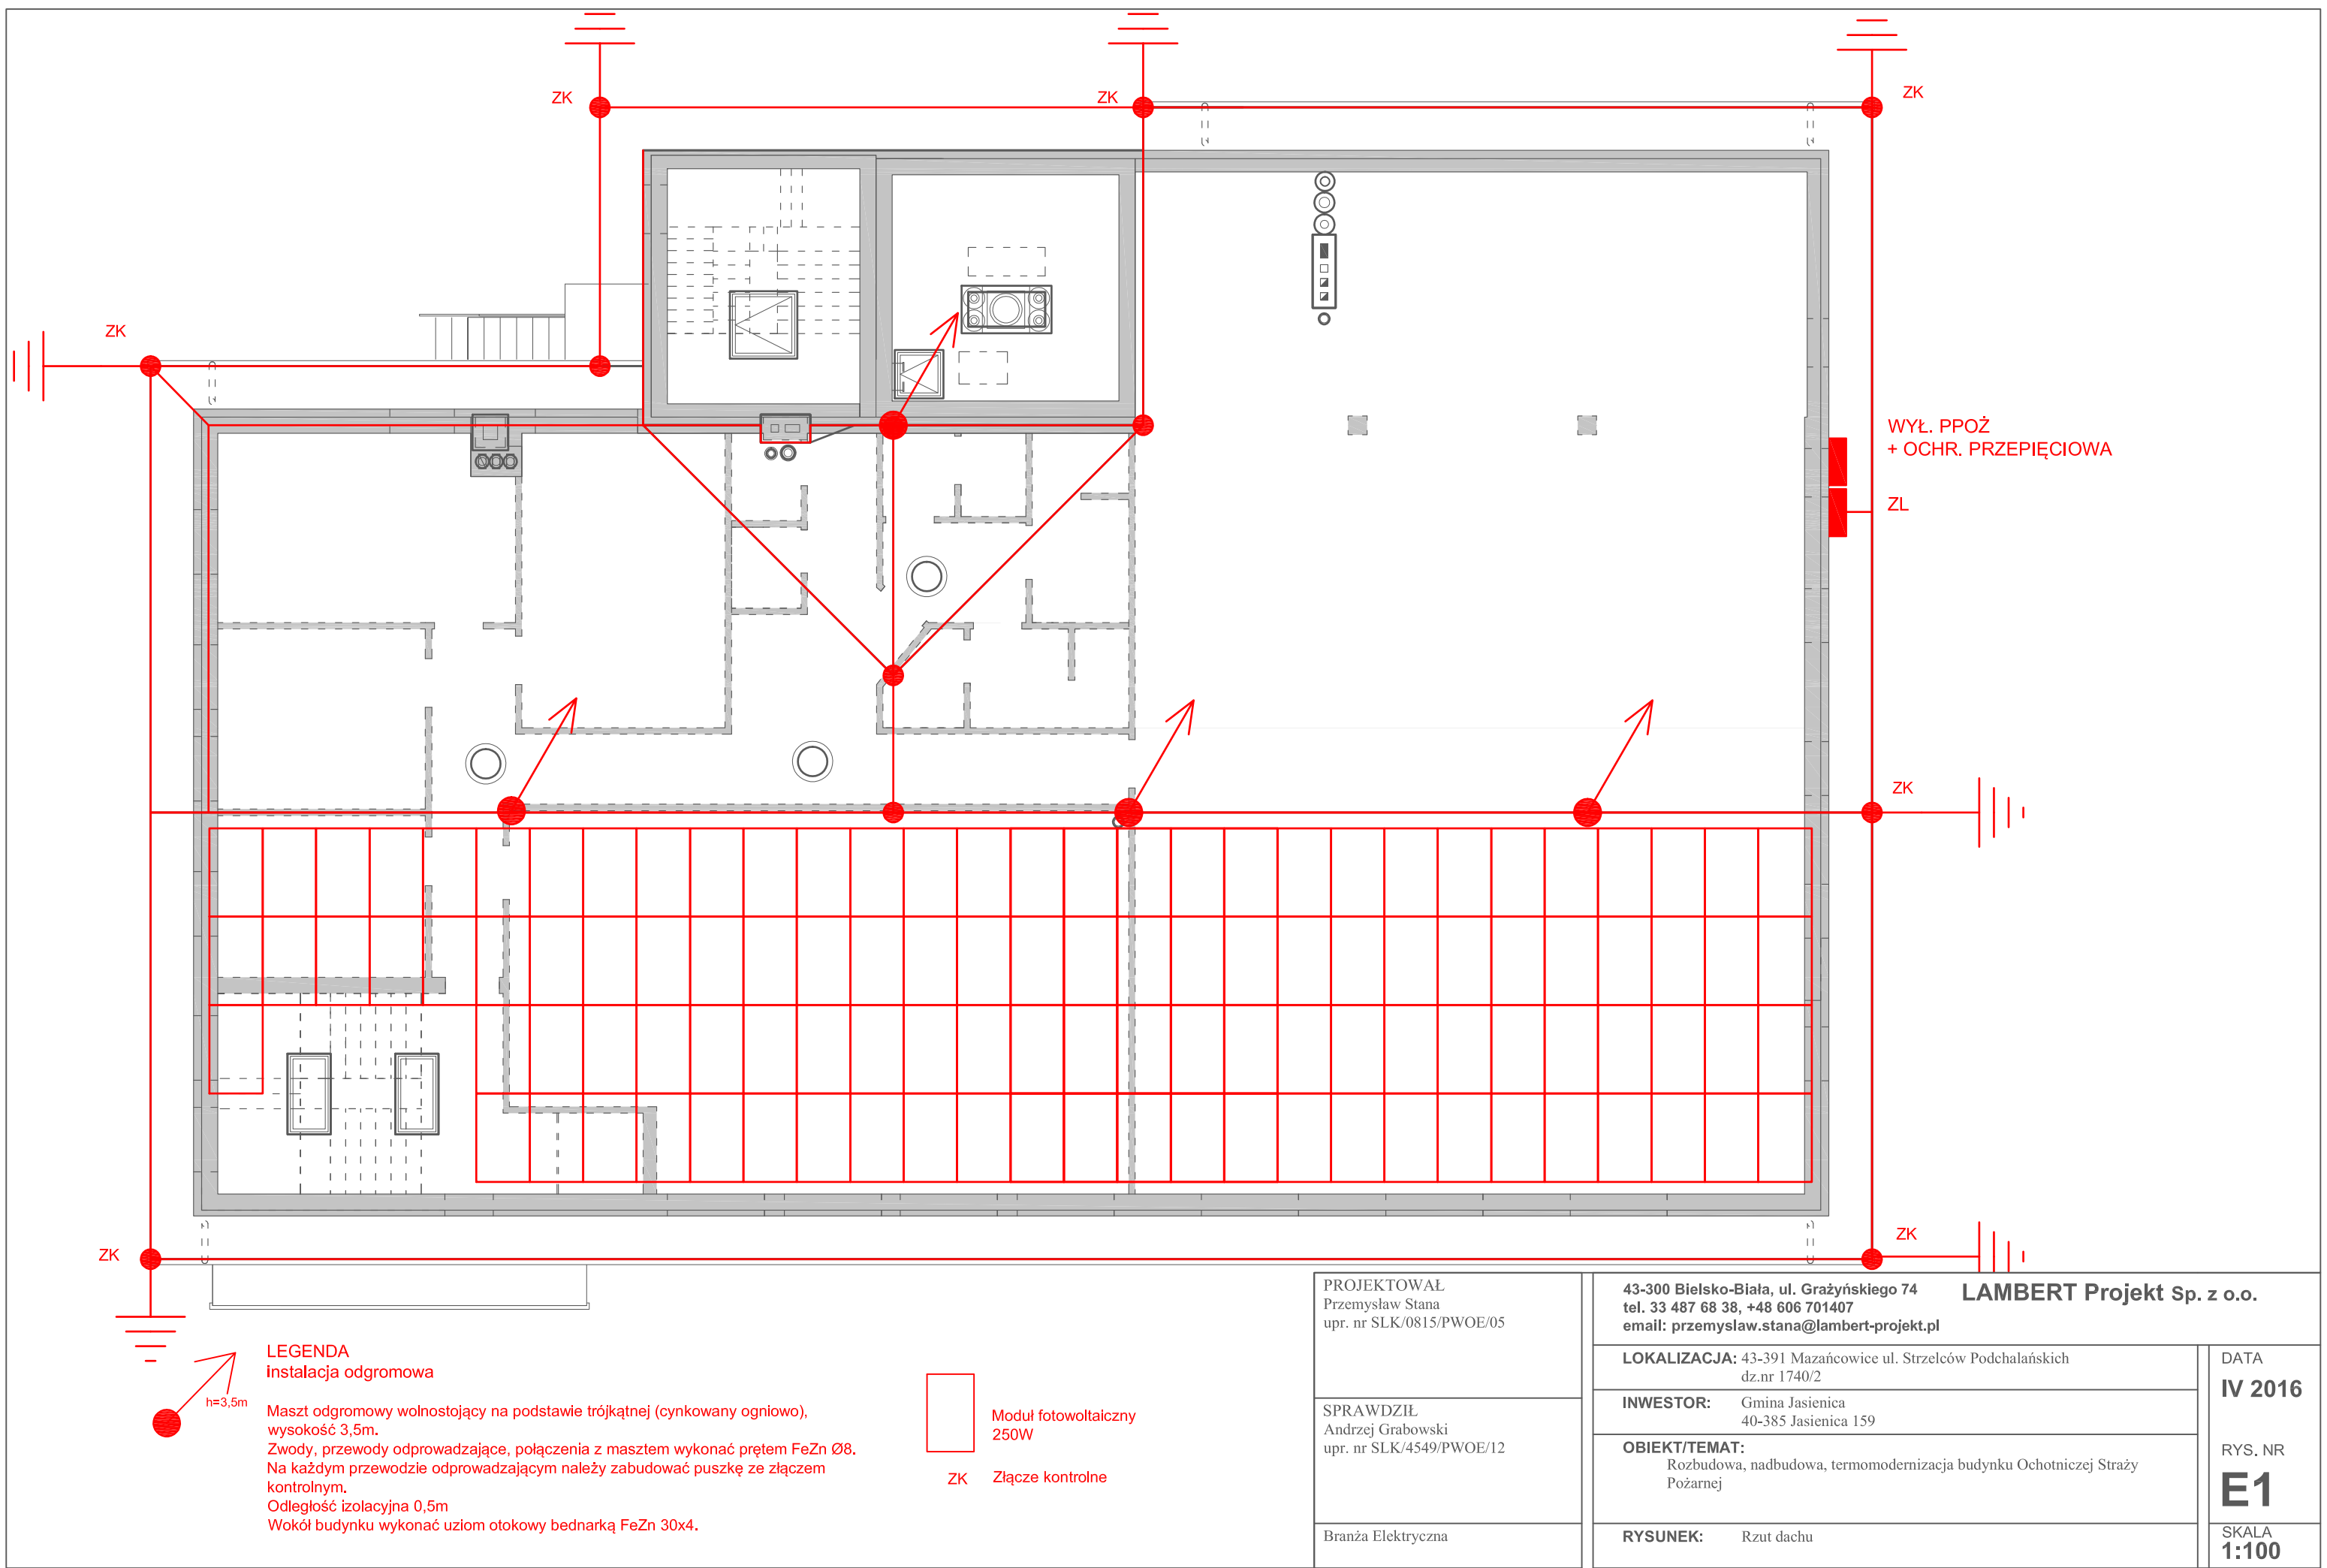 ZK
ZK
ZK
ZK
WYŁ. PPOŻ
+ OCHR. PRZEPIĘCIOWA
ZL
ZK
ZK
ZK
LEGENDA
instalacja odgromowa
h=3,5m
Maszt odgromowy wolnostojący na podstawie trójkątnej (cynkowany ogniowo),
wysokość 3,5m.
Zwody, przewody odprowadzające, połączenia z masztem wykonać prętem FeZn Ø8.
Na każdym przewodzie odprowadzającym należy zabudować puszkę ze złączem
kontrolnym.
Odległość izolacyjna 0,5m
Wokół budynku wykonać uziom otokowy bednarką FeZn 30x4.
Moduł fotowoltaiczny
250W
ZK Złącze kontrolne
PROJEKTOWAŁ
Przemysław Stana
upr. nr SLK/0815/PWOE/05
SPRAWDZIŁ
Andrzej Grabowski
upr. nr SLK/4549/PWOE/12
Branża Elektryczna
43-300 Bielsko-Biała, ul. Grażyńskiego 74
tel. 33 487 68 38, +48 606 701407
email: przemyslaw.stana@lambert-projekt.pl
LAMBERT Projekt Sp. z o.o.
LOKALIZACJA: 43-391 Mazańcowice ul. Strzelców Podchalańskich
dz.nr 1740/2
INWESTOR: Gmina Jasienica
40-385 Jasienica 159
OBIEKT/TEMAT:
Rozbudowa, nadbudowa, termomodernizacja budynku Ochotniczej Straży
Pożarnej
RYSUNEK: Rzut dachu
DATA
IV 2016
RYS. NR
E1
SKALA
1:100